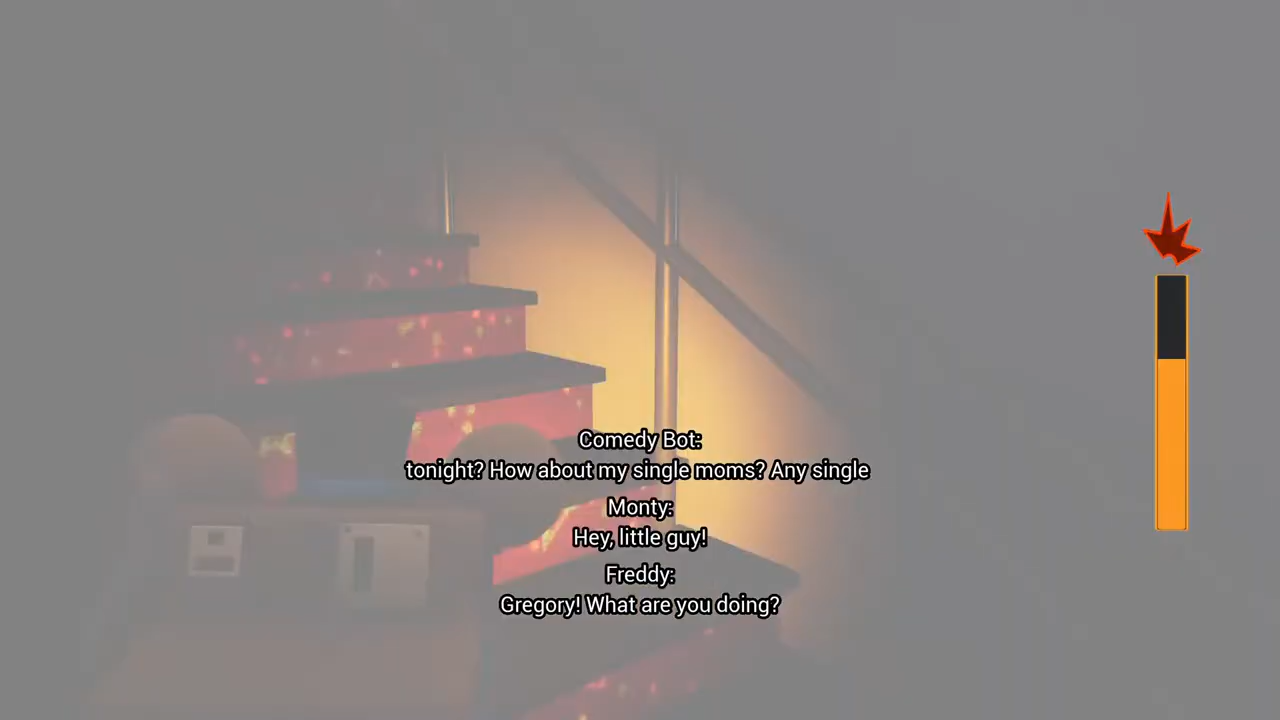 Comedy Bot:
tonight? How about my single moms? Any single
Monty:
Hey, little guy!
Freddy:
Gregory! What are you doing?